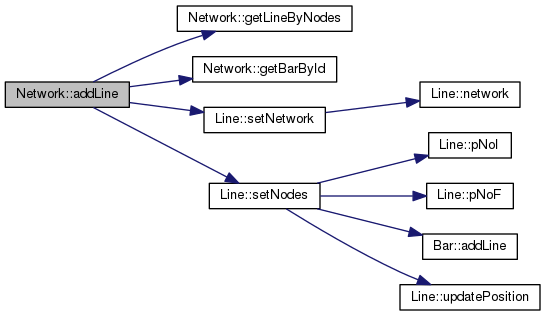 Network::getLineByNodes
Network::getBarById
Network::addLine
Line::network
Line::setNetwork
Line::pNoI
Line::setNodes
Line::pNoF
Bar::addLine
Line::updatePosition